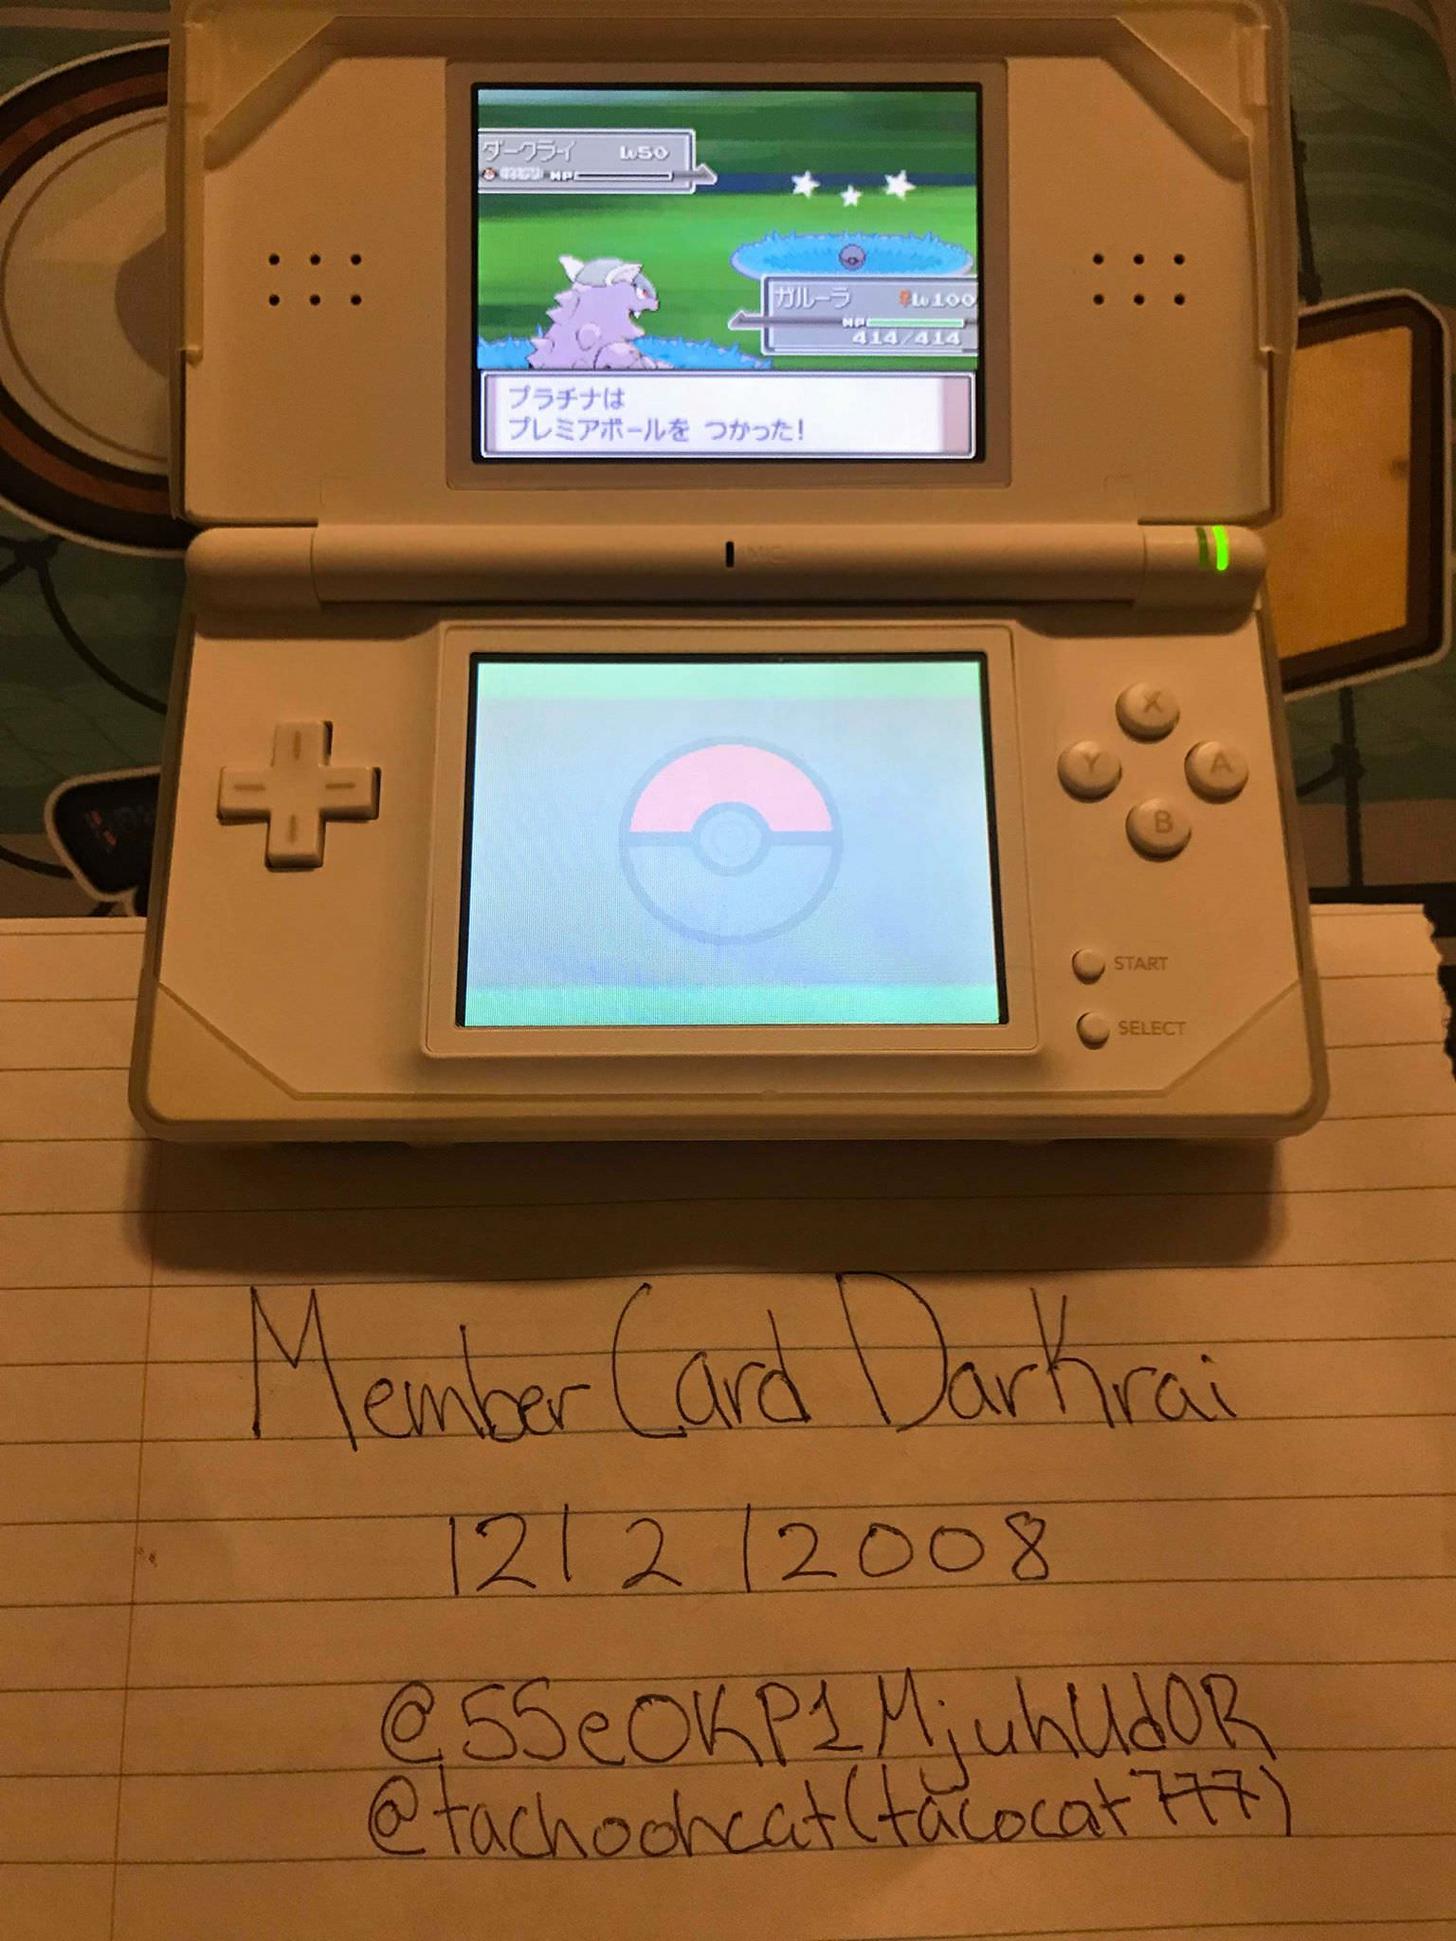 ダークライ Lv50
HP
ガルーラ ♀Lv100
HP
414/414
プラチナは
プレミアボールを つかった!
MIC
X
Y A
B
START
SELECT
Member Card Darkrai
12/2/2008
@5SeOKP1MjuhUdOR
@tachoohcat(tacocat777)